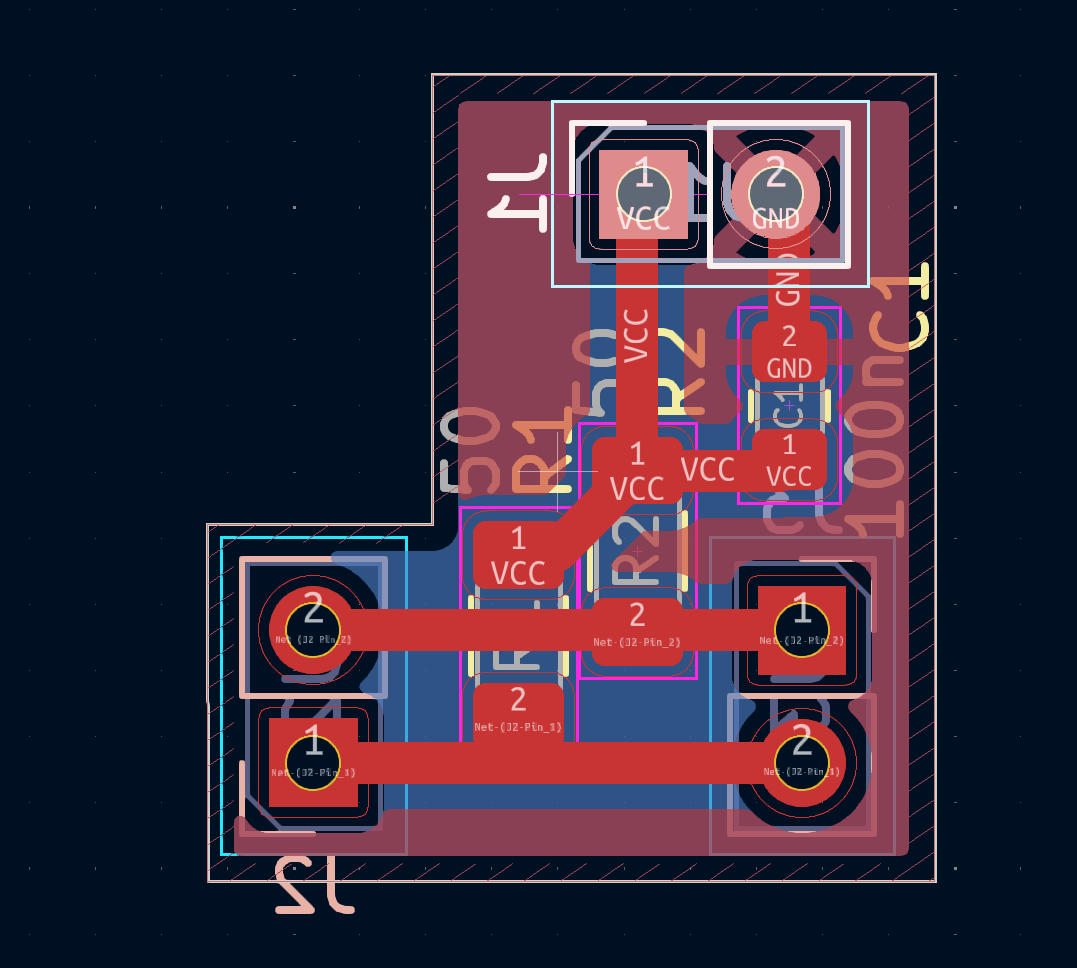 J1
1
VCC
2
GND
GND
VCC
C1
100n
2
GND
C1
1
VCC
50
R2
50
R1
1
VCC
VCC
R2
1
VCC
2
Net-(J2-Pin_2)
2
Net-(J2-Pin_2)
1
Net-(J2-Pin_2)
2
Net-(J2-Pin_1)
1
Net-(J2-Pin_1)
2
Net-(J2-Pin_1)
J2